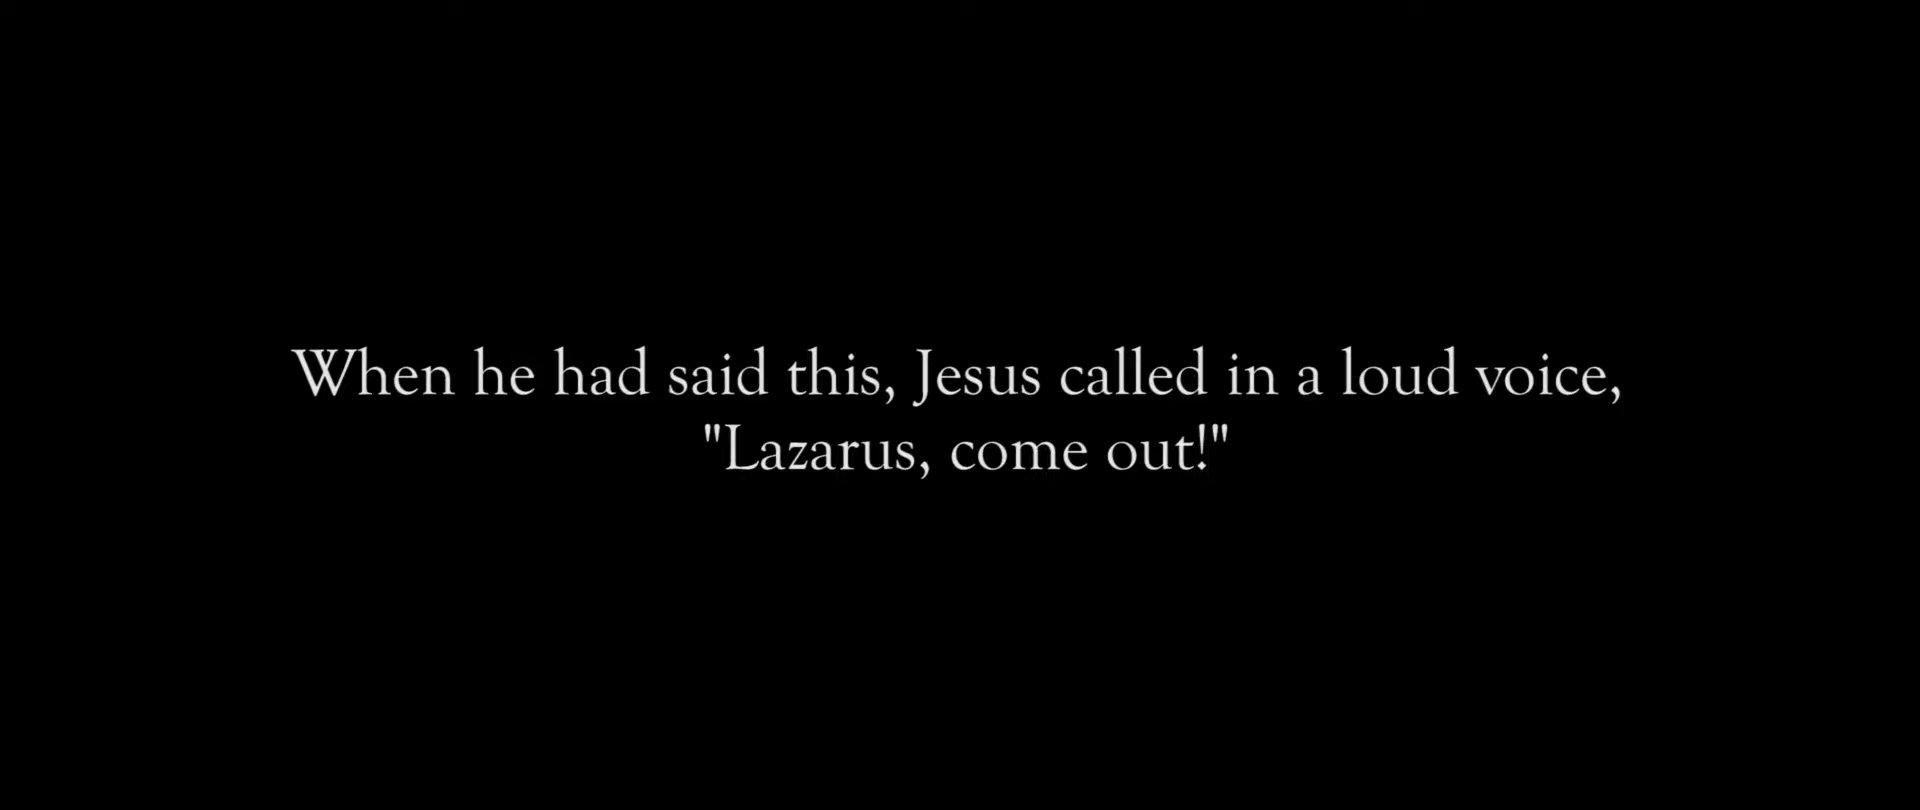 When he had said this, Jesus called in a loud voice,
"Lazarus, come out!"